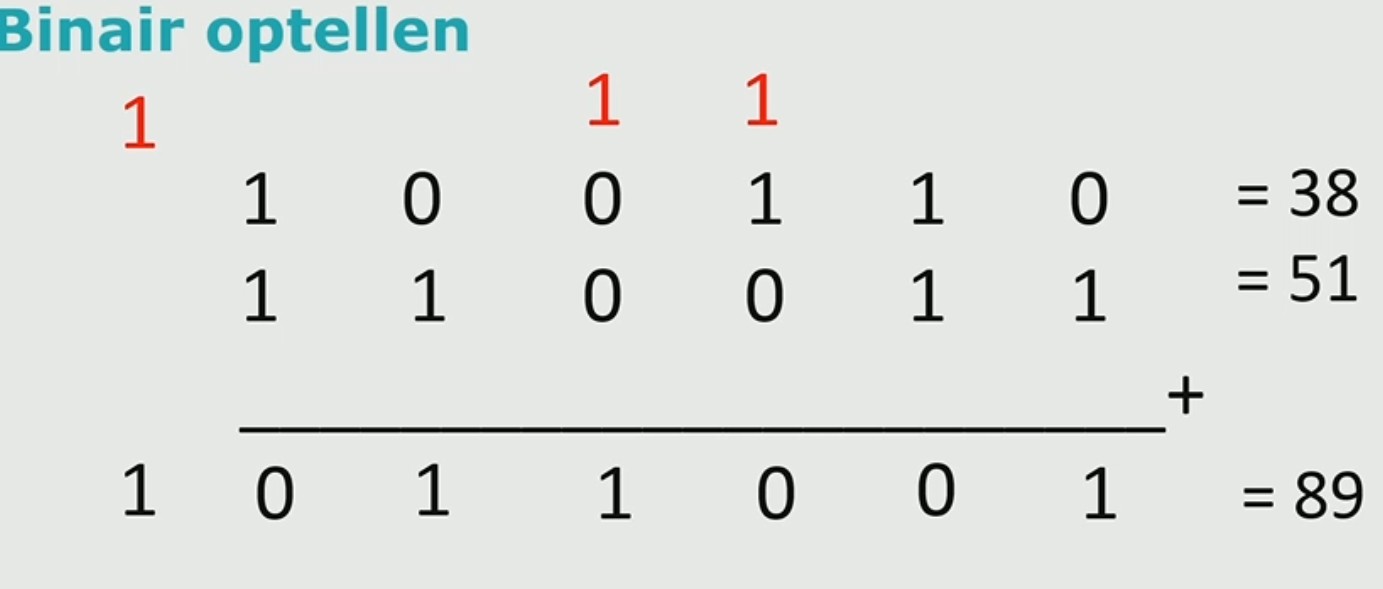 Binair optellen
1 1 1
1 0 0 1 1 0 = 38
1 1 0 0 1 1 = 51
+
1 0 1 1 0 0 1 = 89